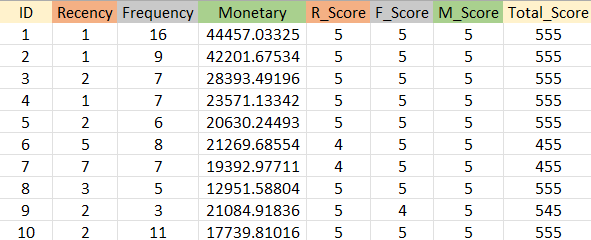 ID Recency Frequency Monetary R_Score F_Score M_Score Total_Score
1 1 16 44457.03325 5 5 5 555
2 1 9 42201.67534 5 5 5 555
3 2 7 28393.49196 5 5 5 555
4 1 7 23571.13342 5 5 5 555
5 2 6 20630.24493 5 5 5 555
6 5 8 21269.68554 4 5 5 455
7 7 7 19392.97711 4 5 5 455
8 3 5 12951.58804 5 5 5 555
9 2 3 21084.91836 5 4 5 545
10 2 11 17739.81016 5 5 5 555